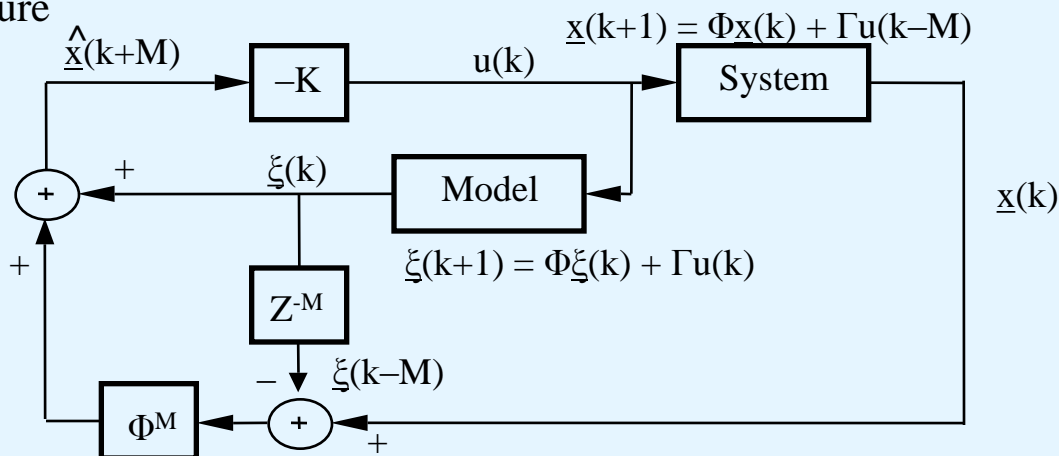 ure
x̂(k+M)
x(k+1) = Φx(k) + Γu(k–M)
–K
u(k)
System
+
ξ(k)
Model
+
x(k)
+
ξ(k+1) = Φξ(k) + Γu(k)
Z⁻ᴹ
–
ξ(k–M)
Φᴹ
+
+